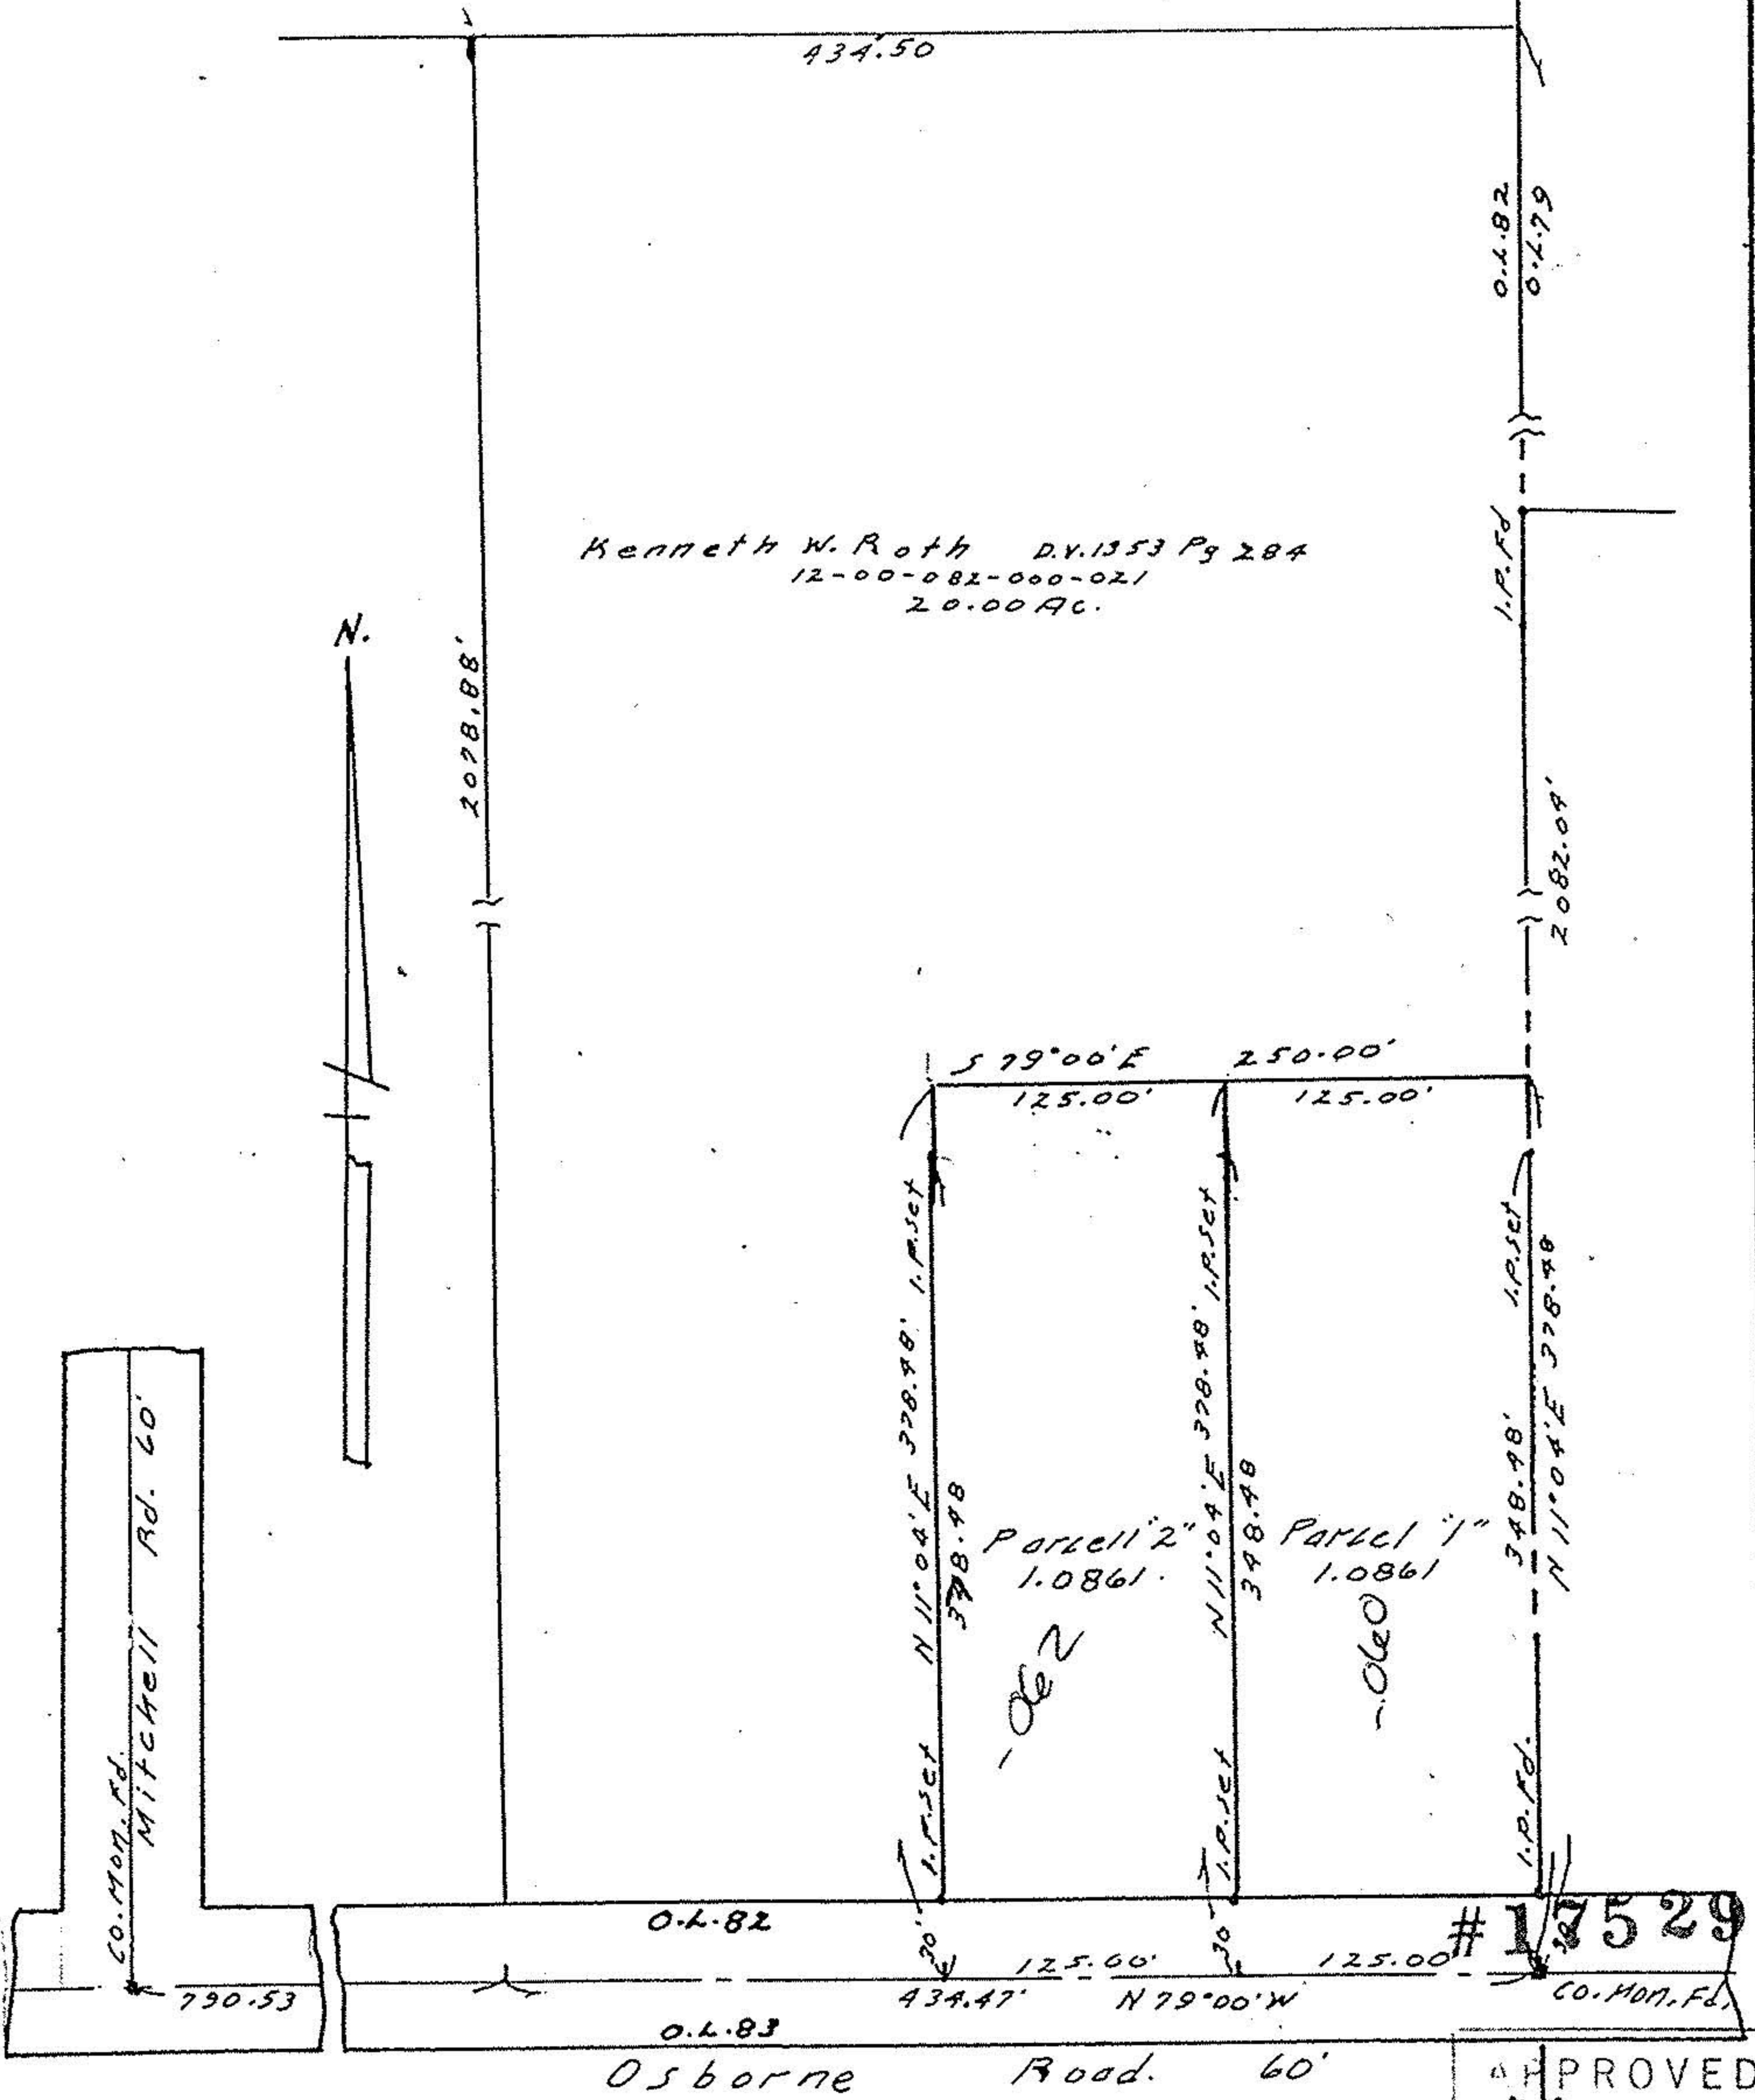 434.50
O.L.82
O.L.79
Kenneth W. Roth D.V.1353 Pg 284
12-00-082-000-021
20.00 Ac.
I.P.Fd
N.
2078.88'
2082.04'
S 79°00'E 250.00'
125.00' 125.00'
N 11°04'E 378.48' I.P.set
348.48
N 11°04'E 378.48' I.P.set
348.48
348.48' I.P.set
N 11°04'E 378.48
Parcell "2" Parcel "1"
1.0861. 1.0861
-062
-060
Mitchell Rd. 60'
Co.Mon.Fd.
I.P.set
I.P.set
I.P.Fd.
O.L.82
#17529
30'
30'
125.00' 125.00
790.53
434.47' N 79°00'W
Co.Mon.Fd.
O.L.83
Osborne Road. 60'
APPROVED